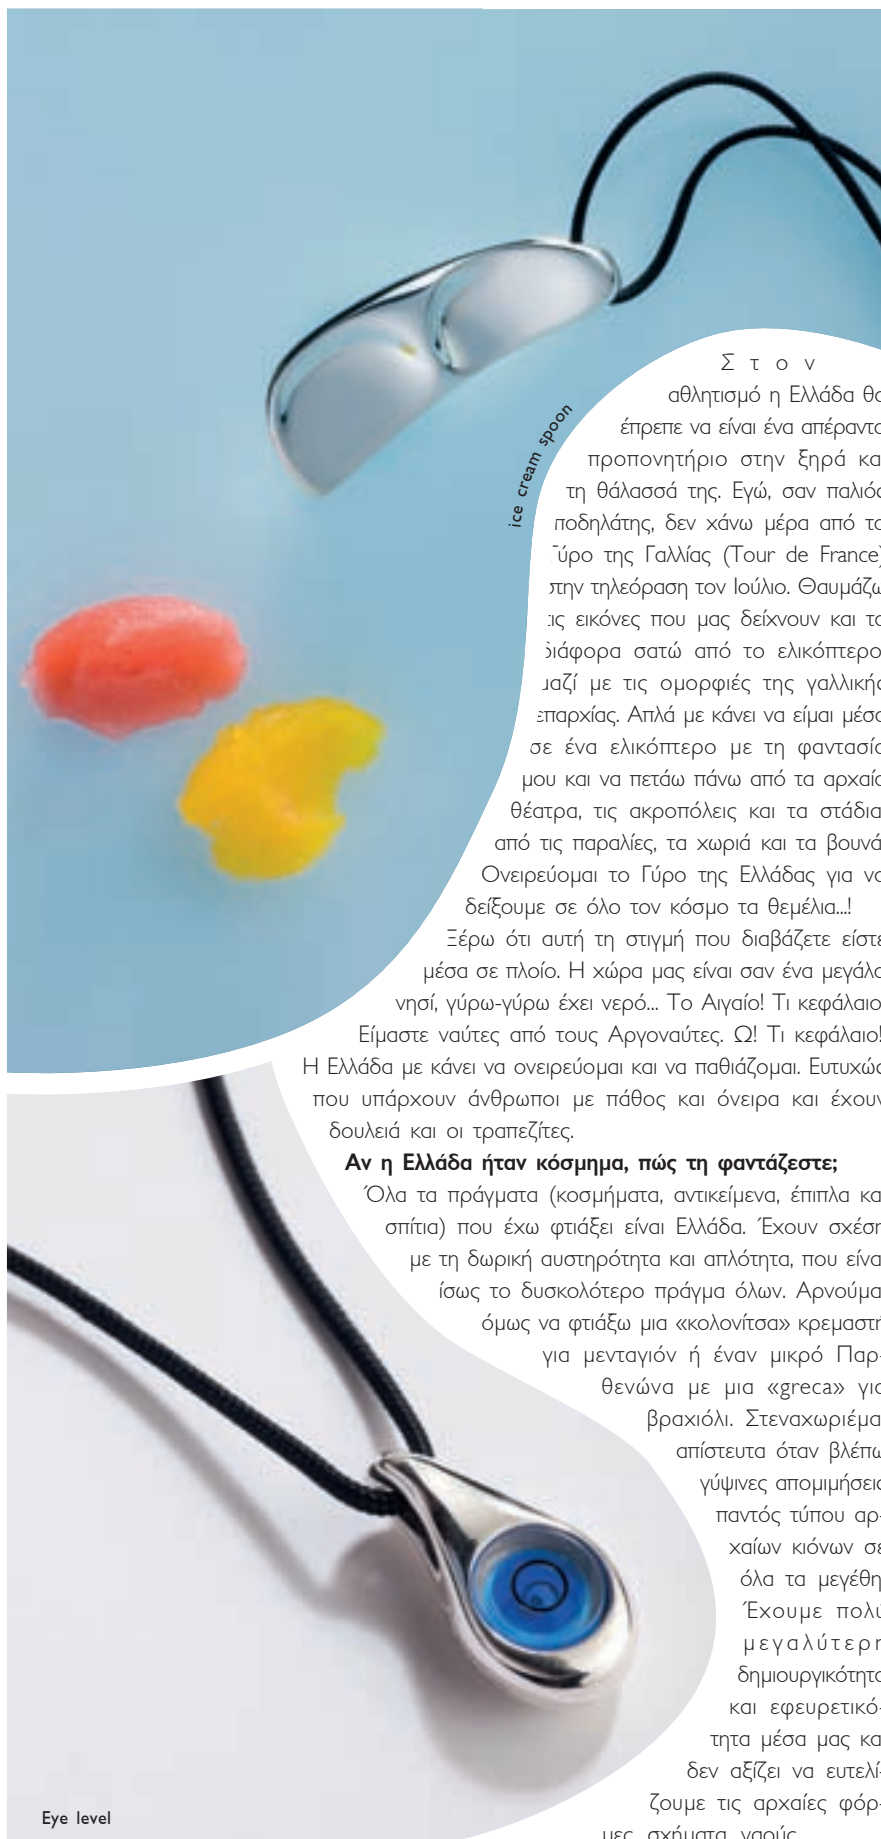 ice cream spoon
Στον
αθλητισμό η Ελλάδα θα
έπρεπε να είναι ένα απέραντο
προπονητήριο στην ξηρά κα
τη θάλασσά της. Εγώ, σαν παλιός
ποδηλάτης, δεν χάνω μέρα από το
Γύρο της Γαλλίας (Tour de France)
στην τηλεόραση τον Ιούλιο. Θαυμάζω
τις εικόνες που μας δείχνουν και τα
διάφορα σατώ από το ελικόπτερο
μαζί με τις ομορφιές της γαλλικής
επαρχίας. Απλά με κάνει να είμαι μέσα
σε ένα ελικόπτερο με τη φαντασία
μου και να πετάω πάνω από τα αρχαία
θέατρα, τις ακροπόλεις και τα στάδια
από τις παραλίες, τα χωριά και τα βουνά
Ονειρεύομαι το Γύρο της Ελλάδας για να
δείξουμε σε όλο τον κόσμο τα θεμέλια...!
Ξέρω ότι αυτή τη στιγμή που διαβάζετε είστε
μέσα σε πλοίο. Η χώρα μας είναι σαν ένα μεγάλο
νησί, γύρω-γύρω έχει νερό... Το Αιγαίο! Τι κεφάλαιο
Είμαστε ναύτες από τους Αργοναύτες. Ω! Τι κεφάλαιο!
Η Ελλάδα με κάνει να ονειρεύομαι και να παθιάζομαι. Ευτυχώς
που υπάρχουν άνθρωποι με πάθος και όνειρα και έχουν
δουλειά και οι τραπεζίτες.
Αν η Ελλάδα ήταν κόσμημα, πώς τη φαντάζεστε;
Όλα τα πράγματα (κοσμήματα, αντικείμενα, έπιπλα κα
σπίτια) που έχω φτιάξει είναι Ελλάδα. Έχουν σχέση
με τη δωρική αυστηρότητα και απλότητα, που είνα
ίσως το δυσκολότερο πράγμα όλων. Αρνούμα
όμως να φτιάξω μια «κολονίτσα» κρεμαστή
για μενταγιόν ή έναν μικρό Παρ-
θενώνα με μια «greca» για
βραχιόλι. Στεναχωριέμα
απίστευτα όταν βλέπω
γύψινες απομιμήσεις
παντός τύπου αρ-
χαίων κιόνων σε
όλα τα μεγέθη
Έχουμε πολύ
μεγαλύτερη
δημιουργικότητα
και εφευρετικό-
τητα μέσα μας κα
δεν αξίζει να ευτελί-
ζουμε τις αρχαίες φόρ-
μες σχήματα
Eye level